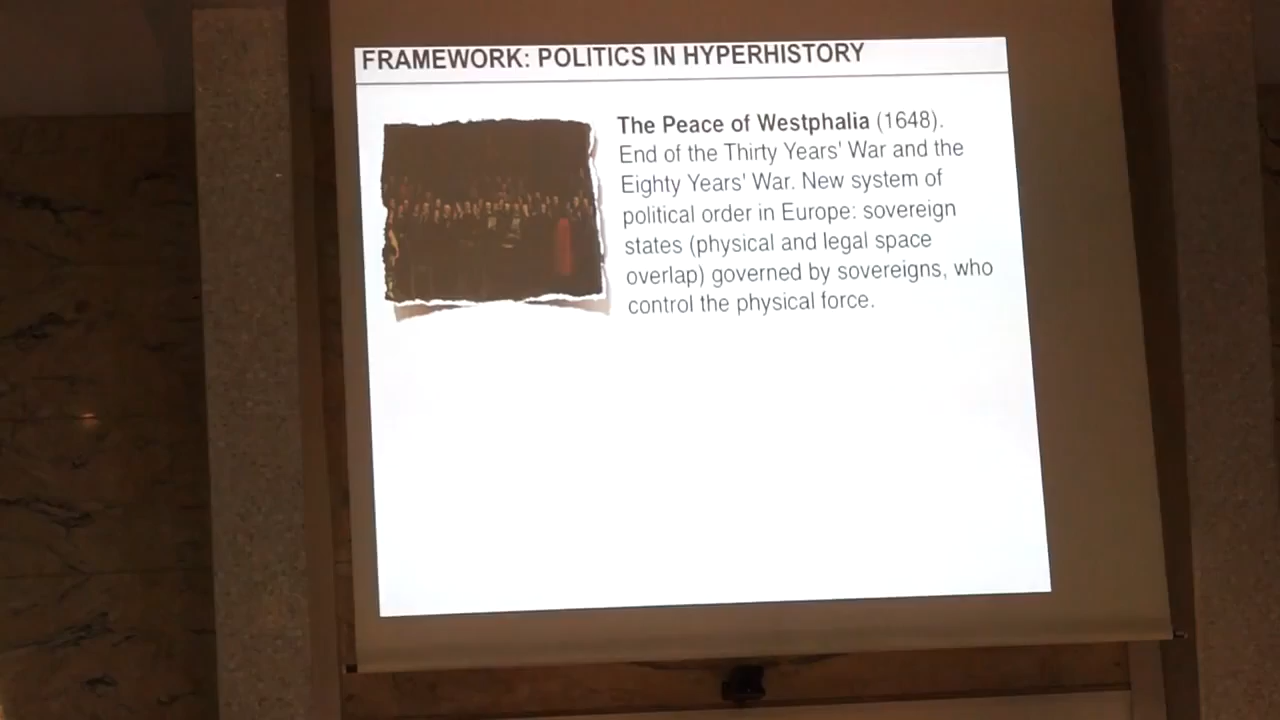 FRAMEWORK: POLITICS IN HYPERHISTORY
The Peace of Westphalia (1648).
End of the Thirty Years' War and the
Eighty Years' War. New system of
political order in Europe: sovereign
states (physical and legal space
overlap) governed by sovereigns, who
control the physical force.